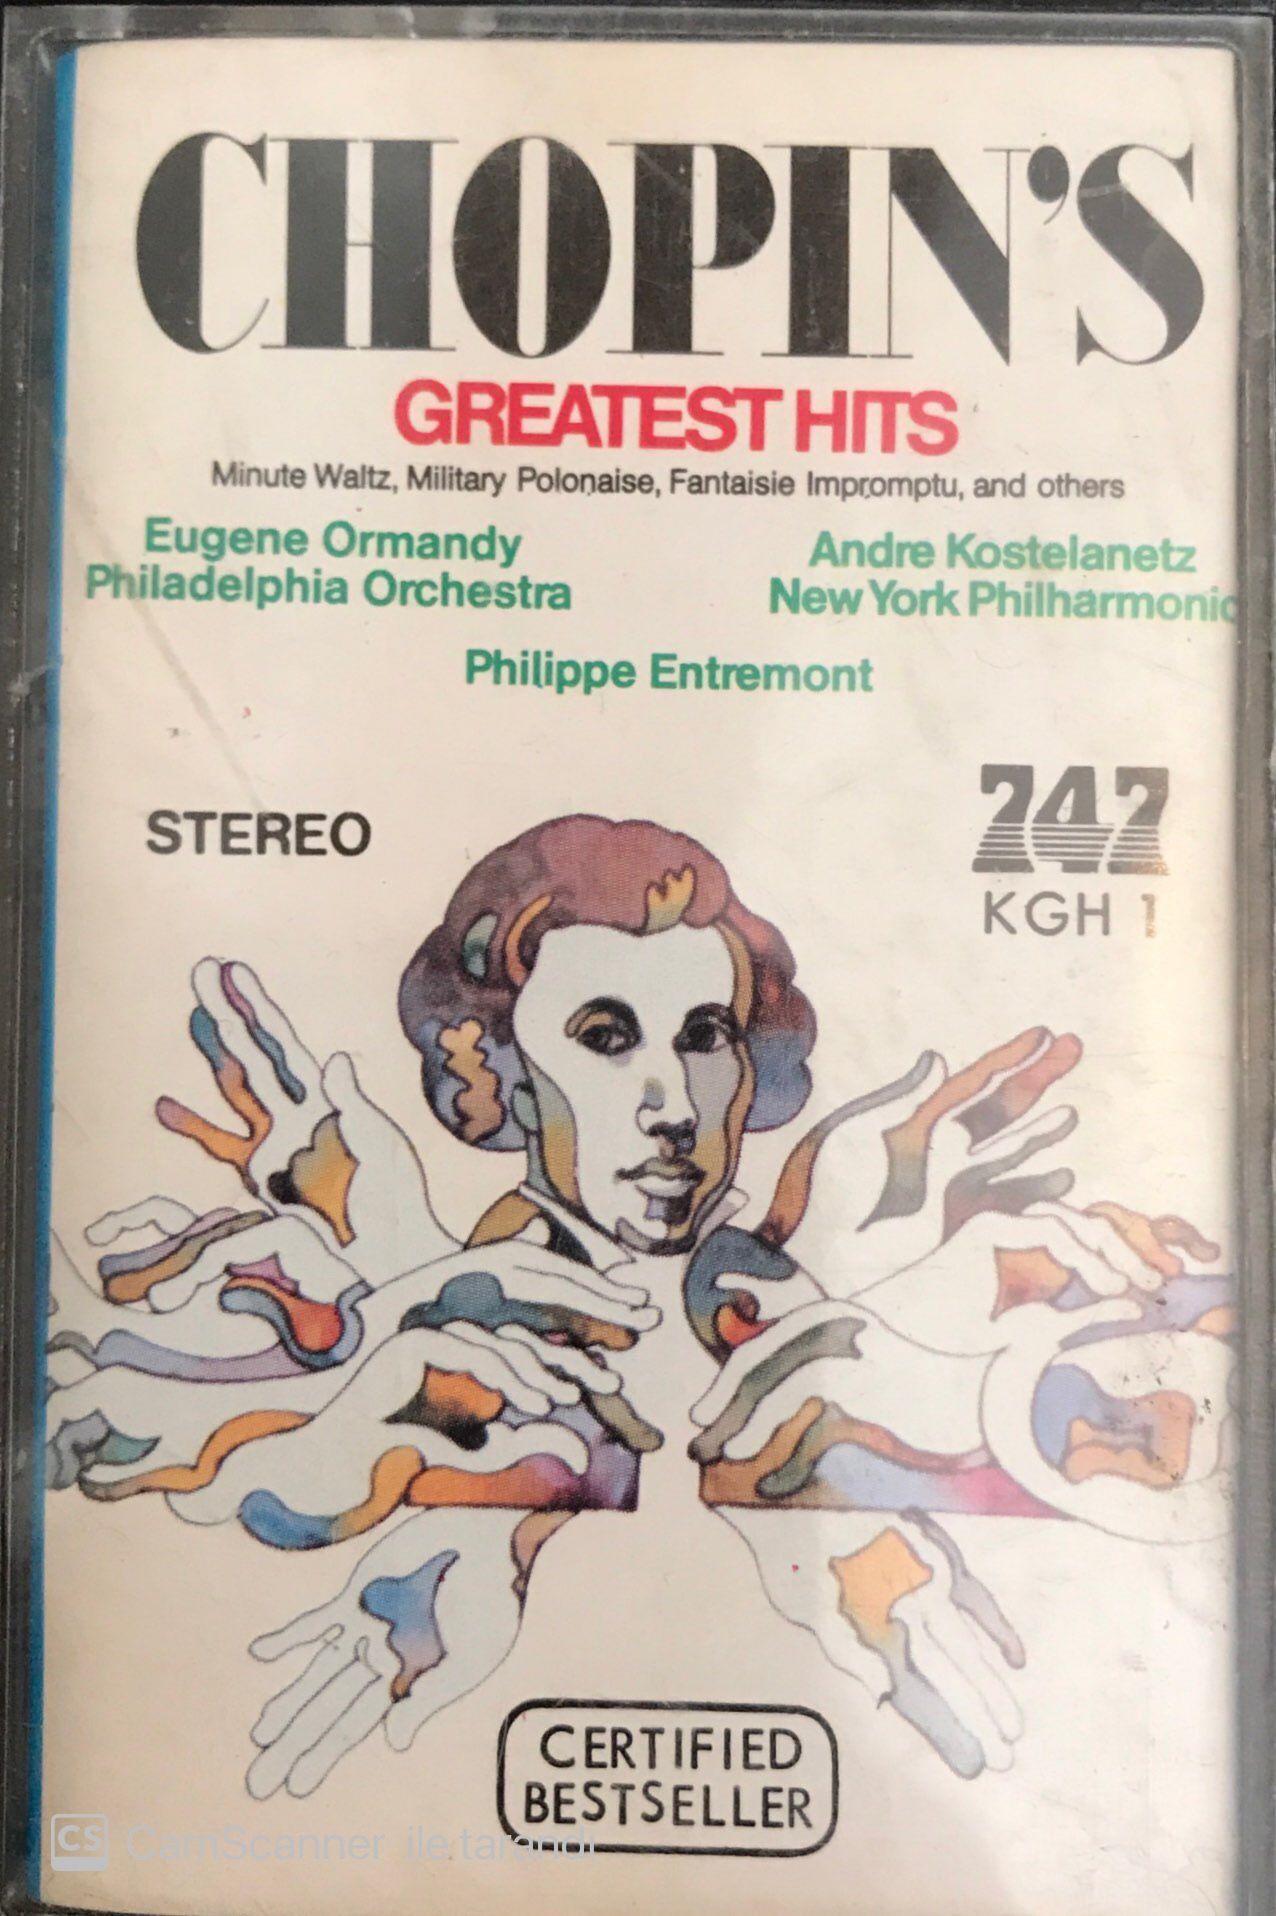 CHOPIN'S
GREATEST HITS
Minute Waltz, Military Polonaise, Fantaisie Impromptu, and others
Eugene Ormandy
Philadelphia Orchestra
Andre Kostelanetz
New York Philharmonic
Philippe Entremont
STEREO
747
KGH 1
CERTIFIED
BESTSELLER
CS CamScanner ile tarandı